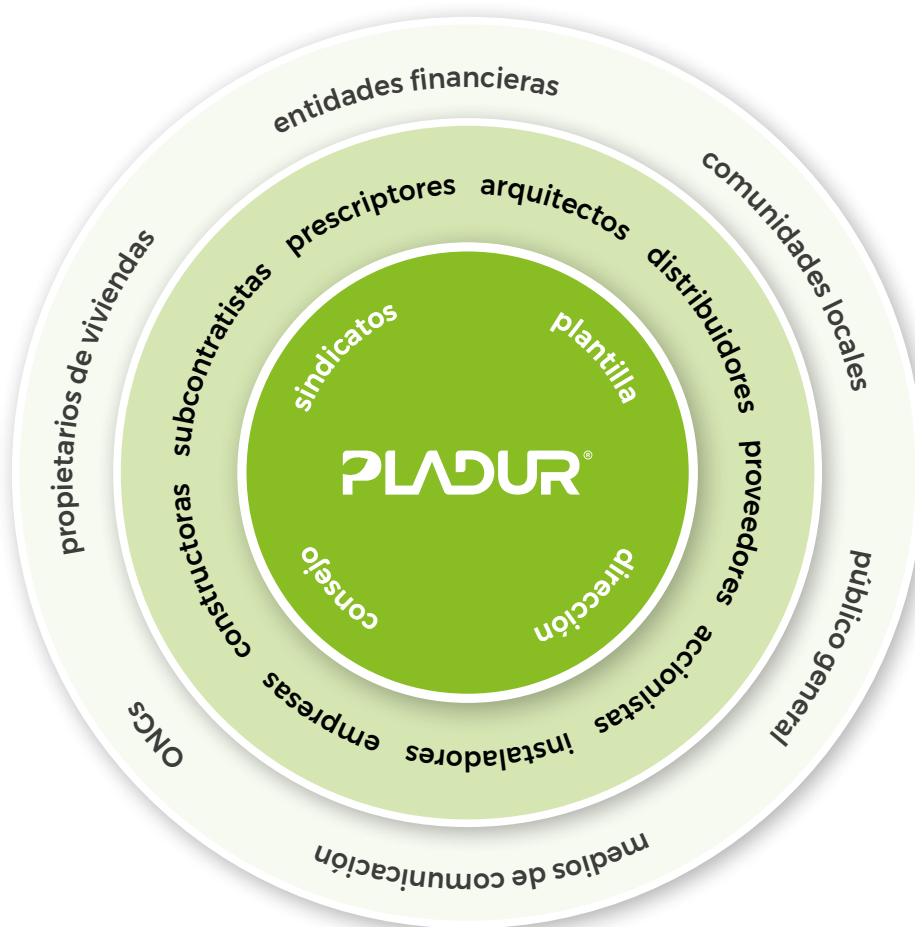 entidades financieras
comunidades locales
público general
medios de comunicación
ONGs
propietarios de viviendas
prescriptores
arquitectos
distribuidores
proveedores
accionistas
instaladores
empresas
constructoras
subcontratistas
sindicatos
plantilla
PLADUR®
consejo
dirección